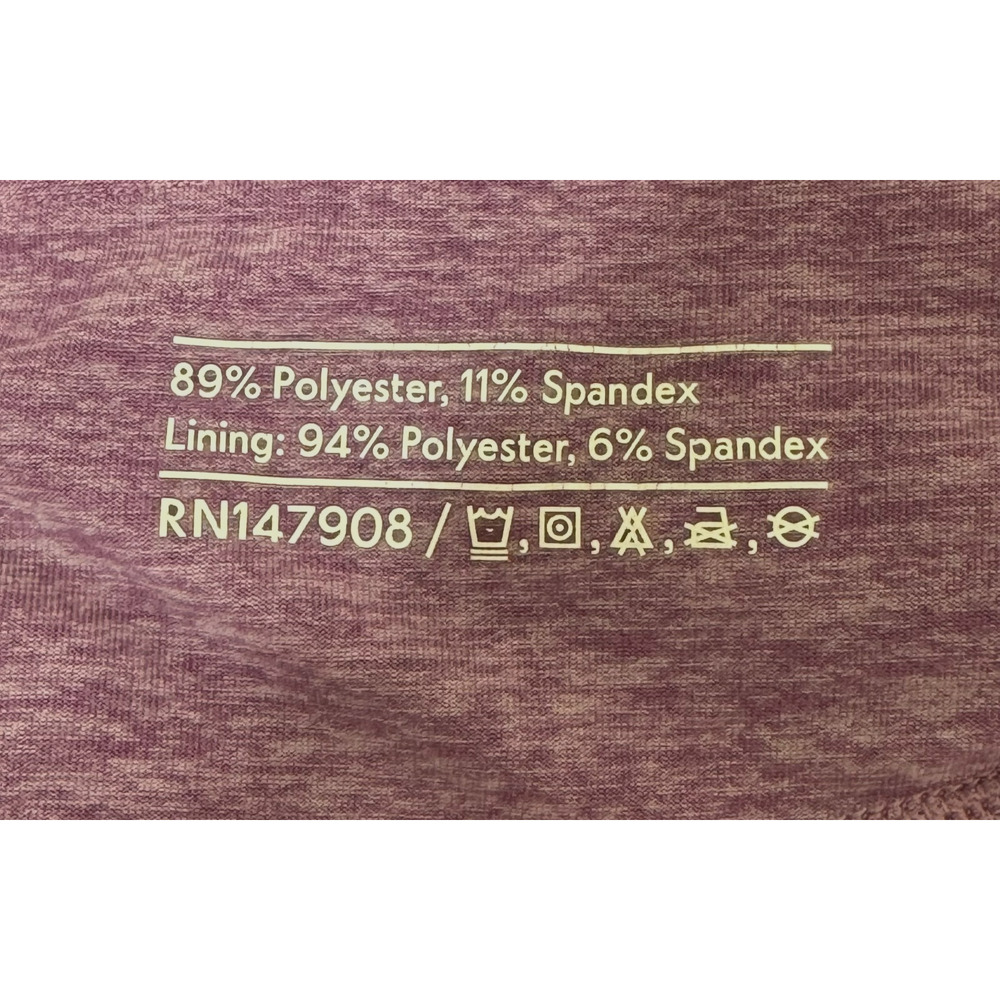 89% Polyester, 11% Spandex
Lining: 94% Polyester, 6% Spandex
RN147908 / , , , ,